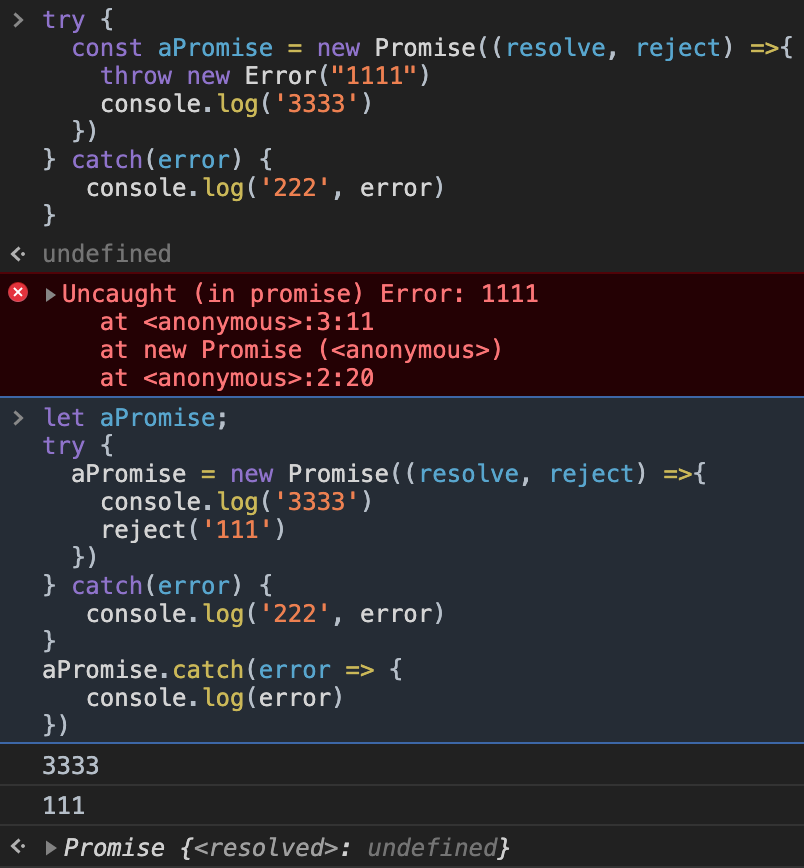 > try {
const aPromise = new Promise((resolve, reject) =>{
throw new Error("1111")
console.log('3333')
})
} catch(error) {
console.log('222', error)
}
undefined
Uncaught (in promise) Error: 1111
at <anonymous>:3:11
at new Promise (<anonymous>)
at <anonymous>:2:20
> let aPromise;
try {
aPromise = new Promise((resolve, reject) =>{
console.log('3333')
reject('111')
})
} catch(error) {
console.log('222', error)
}
aPromise.catch(error => {
console.log(error)
})
3333
111
Promise {<resolved>: undefined}